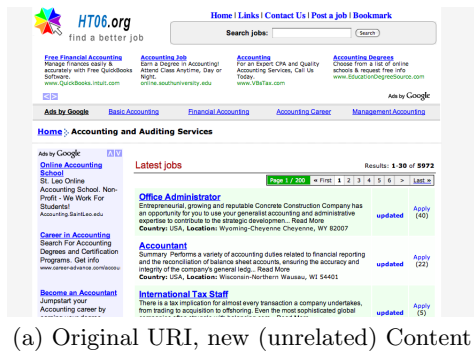 HT06.org
find a better job
Home | Links | Contact Us | Post a job | Bookmark
Search jobs:
Search
Free Financial Accounting
Manage finances easily &
accurately with Free QuickBooks
Software.
www.QuickBooks.intuit.com
Accounting Job
Earn a Degree in Accounting!
Attend Class Anytime, Day or
Night.
online.southuniversity.edu
Accounting
For an Expert CPA and Quality
Accounting Services, Call Us
Today.
www.VBsTax.com
Accounting Degrees
Choose from a list of online
schools & request free info
www.EducationDegreeSource.com
Ads by Google
Ads by Google Basic Accounting Financial Accounting Accounting Career Management Accounting
Home Accounting and Auditing Services
Ads by Google
Online Accounting
School
St. Leo Online
Accounting School. Non-
Profit - We Work For
Students!
Accounting.SaintLeo.edu
Career in Accounting
Search For Accounting
Degrees and Certification
Programs. Get info
www.career-advance.com/accou
Become an Accountant
Jumpstart your
Accounting career by
Latest jobs
Results: 1-30 of 5972
Page 1 / 200 « First 1 2 3 4 5 6 > Last »
Office Administrator
Entrepreneurial, growing and reputable Concrete Construction Company has
an opportunity for you to use your generalist accounting and administrative
expertise to contribute to the strategic developmen... Read More
Country: USA, Location: Wyoming-Cheyenne Cheyenne, WY 82007
updated
Apply
(40)
Accountant
Summary Performs a variety of accounting duties related to financial reporting
and the reconciliation of balance sheet accounts, ensuring the accuracy and
integrity of the company's general ledg... Read More
Country: USA, Location: Wisconsin-Northern Wausau, WI 54401
updated
Apply
(22)
International Tax Staff
There is a tax implication for almost every transaction a company undertakes,
from trading to acquisition to offshoring. Even the most sophisticated global
updated
Apply
(5)
(a) Original URI, new (unrelated) Content